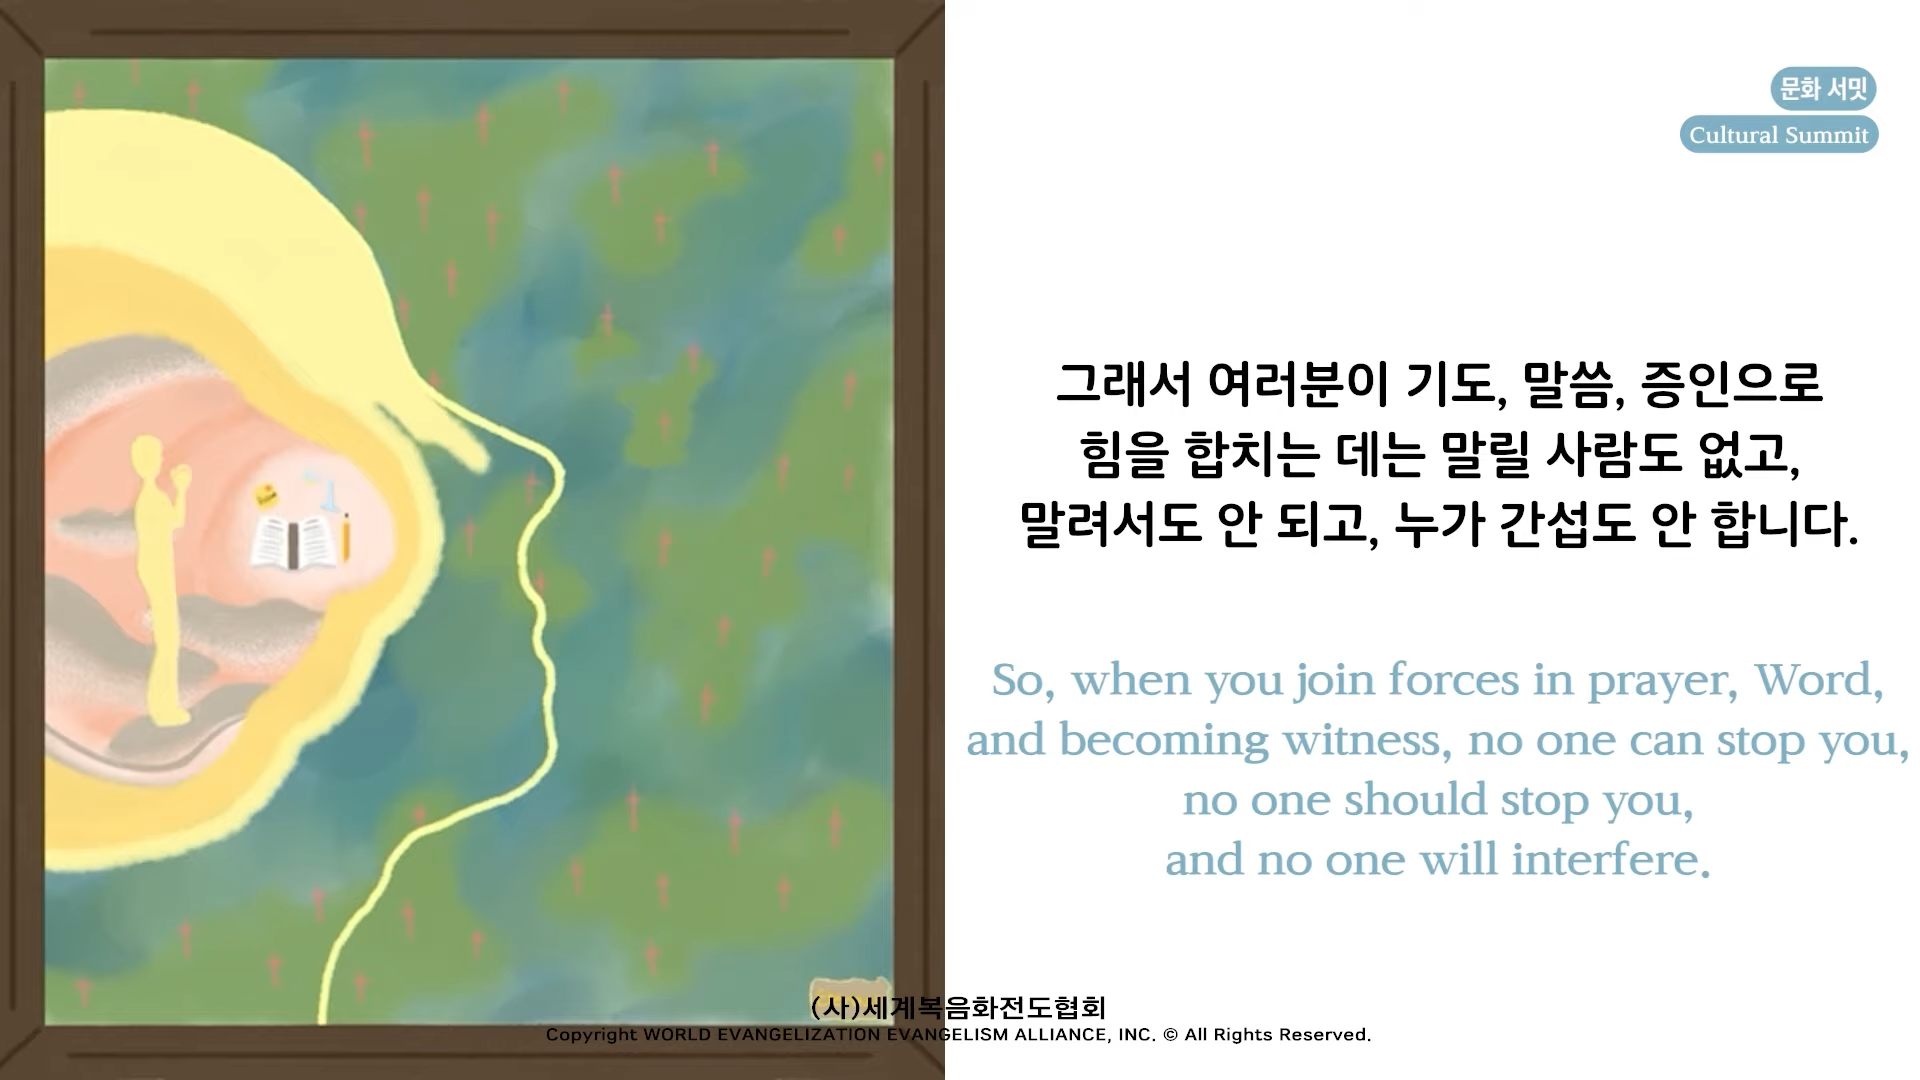 문화 서밋
Cultural Summit
그래서 여러분이 기도, 말씀, 증인으로
힘을 합치는 데는 말릴 사람도 없고,
말려서도 안 되고, 누가 간섭도 안 합니다.
So, when you join forces in prayer, Word,
and becoming witness, no one can stop you,
no one should stop you,
and no one will interfere.
(사)세계복음화전도협회
Copyright WORLD EVANGELIZATION EVANGELISM ALLIANCE, INC. © All Rights Reserved.